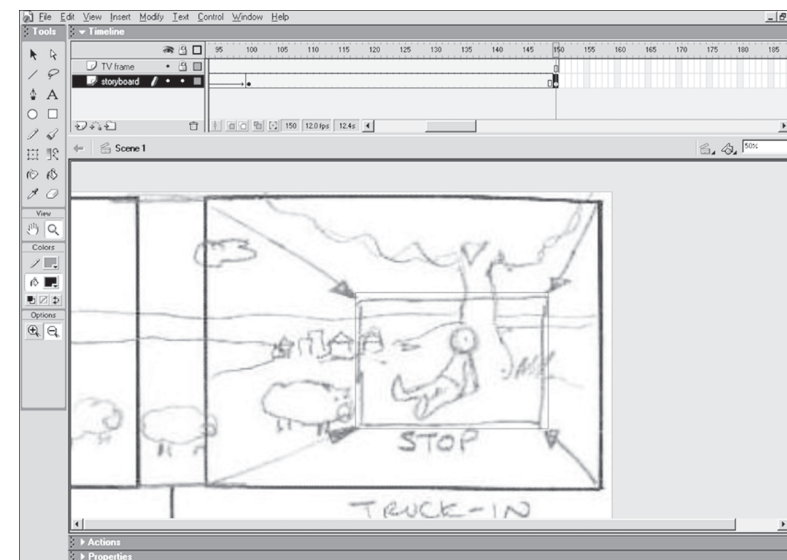 File Edit View Insert Modify Text Control Window Help
Tools
Timeline
95 100 105 110 115 120 125 130 135 140 145 150 155 160 165 170 175 180 185
TV frame
storyboard
150 12.0 fps 12.4s
Scene 1
50%
View
Colors
Options
STOP
TRUCK-IN
Actions
Properties